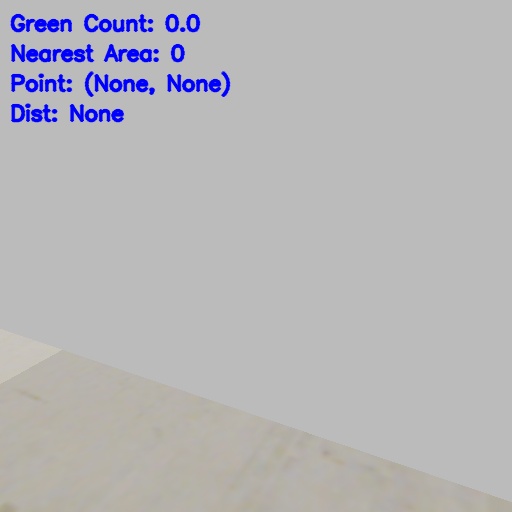 Green Count: 0.0
Nearest Area: 0
Point: (None, None)
Dist: None